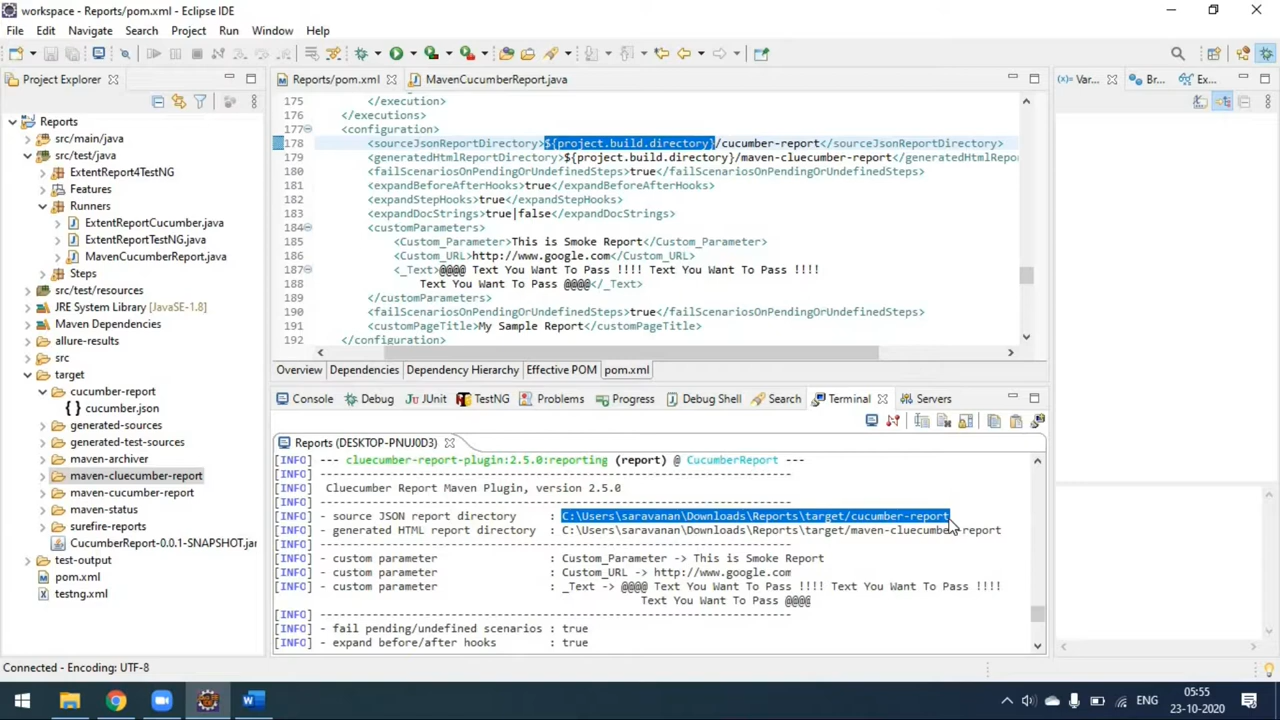 workspace - Reports/pom.xml - Eclipse IDE
File Edit Navigate Search Project Run Window Help
Project Explorer
Reports/pom.xml
MavenCucumberReport.java
Var...
Br...
Ex...
Reports
src/main/java
src/test/java
ExtentReport4TestNG
Features
Runners
ExtentReportCucumber.java
ExtentReportTestNG.java
MavenCucumberReport.java
Steps
src/test/resources
JRE System Library [JavaSE-1.8]
Maven Dependencies
allure-results
src
target
cucumber-report
cucumber.json
generated-sources
generated-test-sources
maven-archiver
maven-cluecumber-report
maven-cucumber-report
maven-status
surefire-reports
CucumberReport-0.0.1-SNAPSHOT.jar
test-output
pom.xml
testng.xml
175 </execution>
176 </executions>
177 <configuration>
178 <sourceJsonReportDirectory>${project.build.directory}/cucumber-report</sourceJsonReportDirectory>
179 <generatedHtmlReportDirectory>${project.build.directory}/maven-cluecumber-report</generatedHtmlRepor
180 <failScenariosOnPendingOrUndefinedSteps>true</failScenariosOnPendingOrUndefinedSteps>
181 <expandBeforeAfterHooks>true</expandBeforeAfterHooks>
182 <expandStepHooks>true</expandStepHooks>
183 <expandDocStrings>true|false</expandDocStrings>
184 <customParameters>
185 <Custom_Parameter>This is Smoke Report</Custom_Parameter>
186 <Custom_URL>http://www.google.com</Custom_URL>
187 <_Text>@@@@ Text You Want To Pass !!!! Text You Want To Pass !!!!
188 Text You Want To Pass @@@@</_Text>
189 </customParameters>
190 <failScenariosOnPendingOrUndefinedSteps>true</failScenariosOnPendingOrUndefinedSteps>
191 <customPageTitle>My Sample Report</customPageTitle>
192 </configuration>
Overview Dependencies Dependency Hierarchy Effective POM pom.xml
Console Debug JUnit TestNG Problems Progress Debug Shell Search Terminal Servers
Reports (DESKTOP-PNUJ0D3)
[INFO] --- cluecumber-report-plugin:2.5.0:reporting (report) @ CucumberReport ---
[INFO] ------------------------------------------------------------------------
[INFO] Cluecumber Report Maven Plugin, version 2.5.0
[INFO] ------------------------------------------------------------------------
[INFO] - source JSON report directory : C:\Users\saravanan\Downloads\Reports\target/cucumber-report
[INFO] - generated HTML report directory : C:\Users\saravanan\Downloads\Reports\target/maven-cluecumber-report
[INFO] ------------------------------------------------------------------------
[INFO] - custom parameter : Custom_Parameter -> This is Smoke Report
[INFO] - custom parameter : Custom_URL -> http://www.google.com
[INFO] - custom parameter : _Text -> @@@@ Text You Want To Pass !!!! Text You Want To Pass !!!!
Text You Want To Pass @@@@
[INFO] ------------------------------------------------------------------------
[INFO] - fail pending/undefined scenarios : true
[INFO] - expand before/after hooks : true
Connected - Encoding: UTF-8
ENG
05:55
23-10-2020